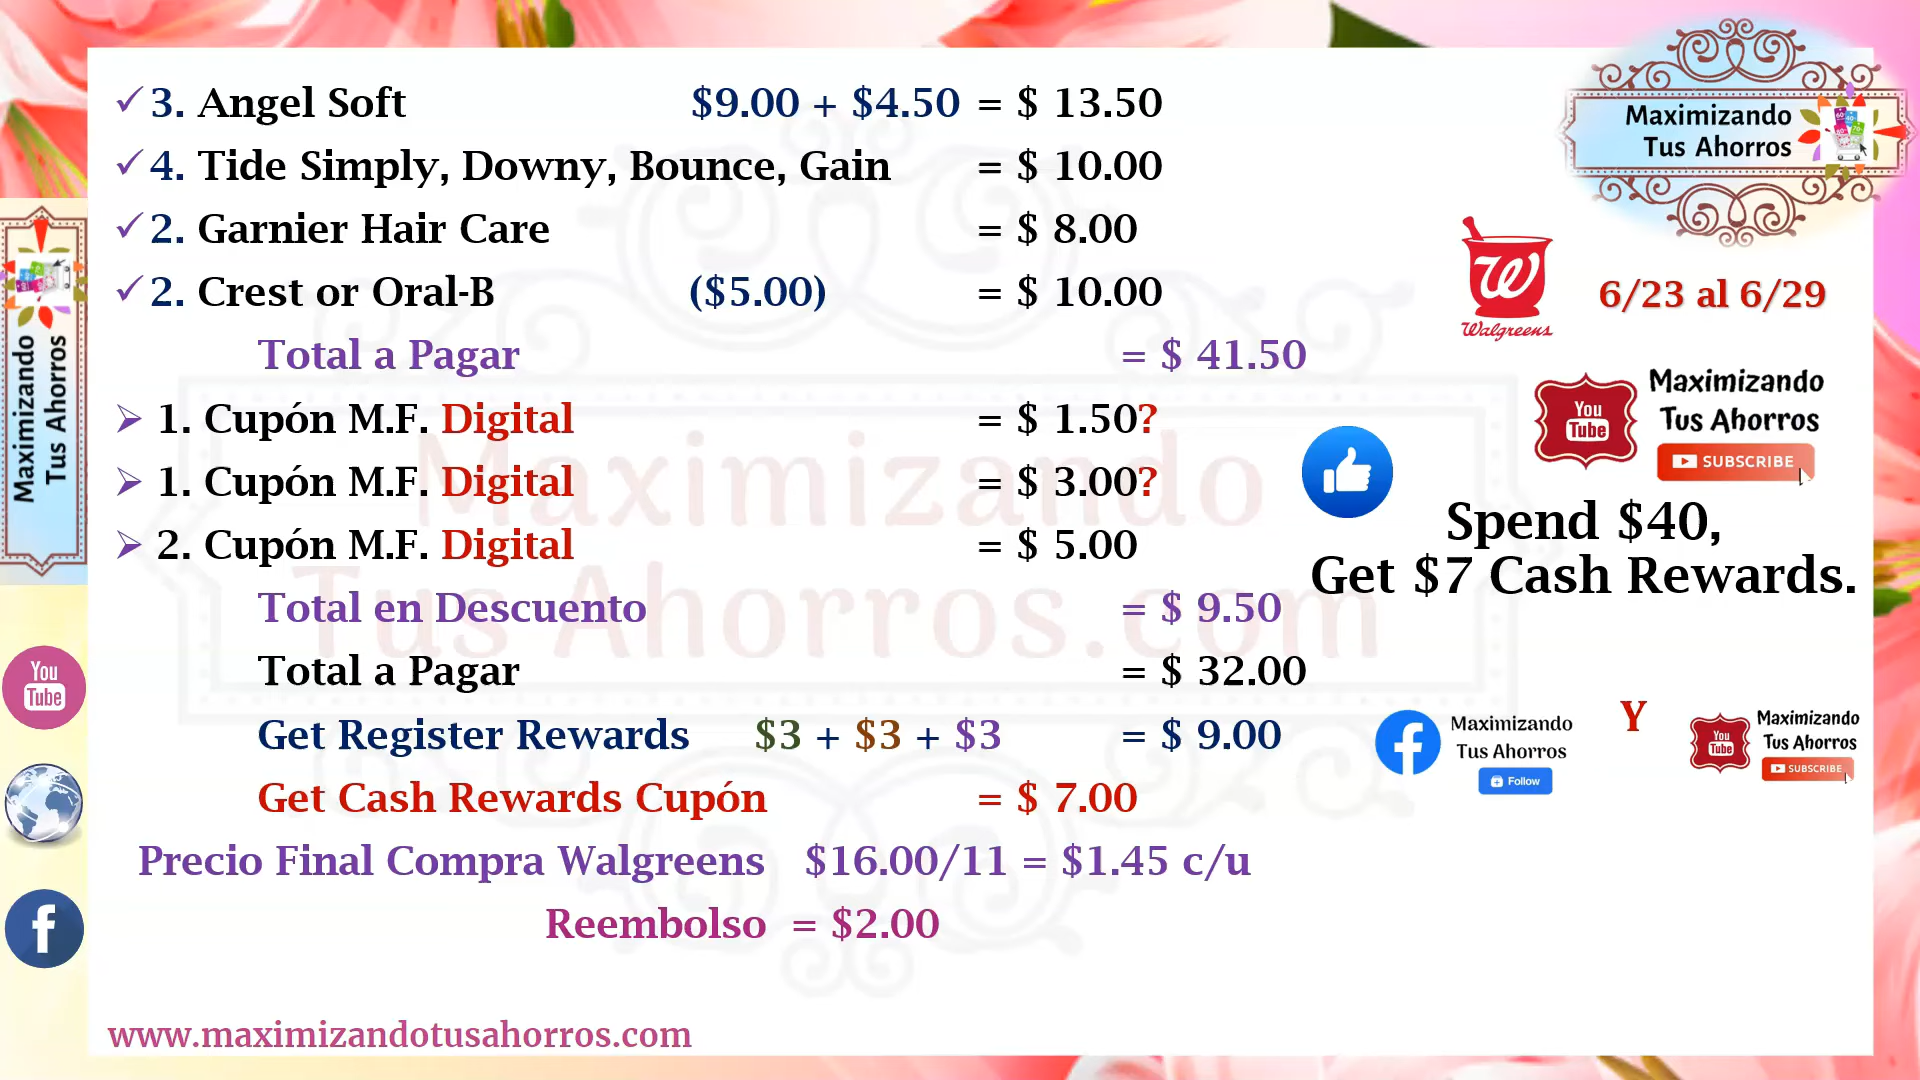 3. Angel Soft $9.00 + $4.50 = $ 13.50
4. Tide Simply, Downy, Bounce, Gain = $ 10.00
2. Garnier Hair Care = $ 8.00
2. Crest or Oral-B ($5.00) = $ 10.00
Total a Pagar = $ 41.50
1. Cupón M.F. Digital = $ 1.50?
1. Cupón M.F. Digital = $ 3.00?
2. Cupón M.F. Digital = $ 5.00
Total en Descuento = $ 9.50
Total a Pagar = $ 32.00
Get Register Rewards $3 + $3 + $3 = $ 9.00
Get Cash Rewards Cupón = $ 7.00
Precio Final Compra Walgreens $16.00/11 = $1.45 c/u
Reembolso = $2.00
www.maximizandotusahorros.com
Maximizando
Tus Ahorros
Walgreens
6/23 al 6/29
You
Tube
Maximizando
Tus Ahorros
SUBSCRIBE
Spend $40,
Get $7 Cash Rewards.
Maximizando
Tus Ahorros
Follow
Y
You
Tube
Maximizando
Tus Ahorros
SUBSCRIBE
Maximizando
Tus Ahorros
You
Tube
Maximizando
Tus Ahorros.com